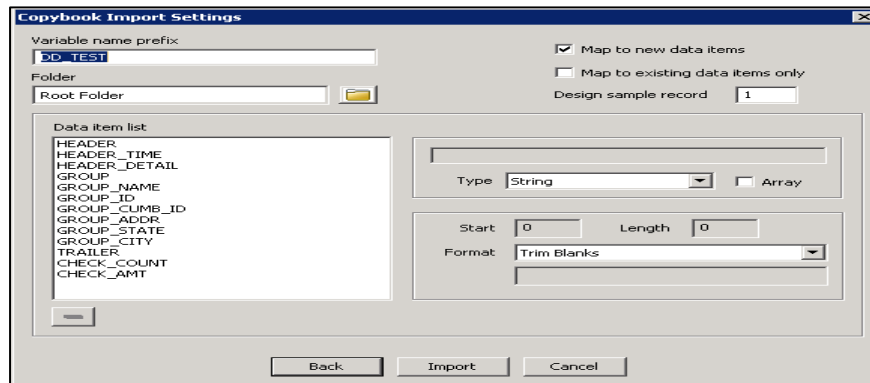 Copybook Import Settings
Variable name prefix
DD_TEST
Folder
Root Folder
Map to new data items
Map to existing data items only
Design sample record 1
Data item list
HEADER
HEADER_TIME
HEADER_DETAIL
GROUP
GROUP_NAME
GROUP_ID
GROUP_CUMB_ID
GROUP_ADDR
GROUP_STATE
GROUP_CITY
TRAILER
CHECK_COUNT
CHECK_AMT
Type String Array
Start 0 Length 0
Format Trim Blanks
Back Import Cancel